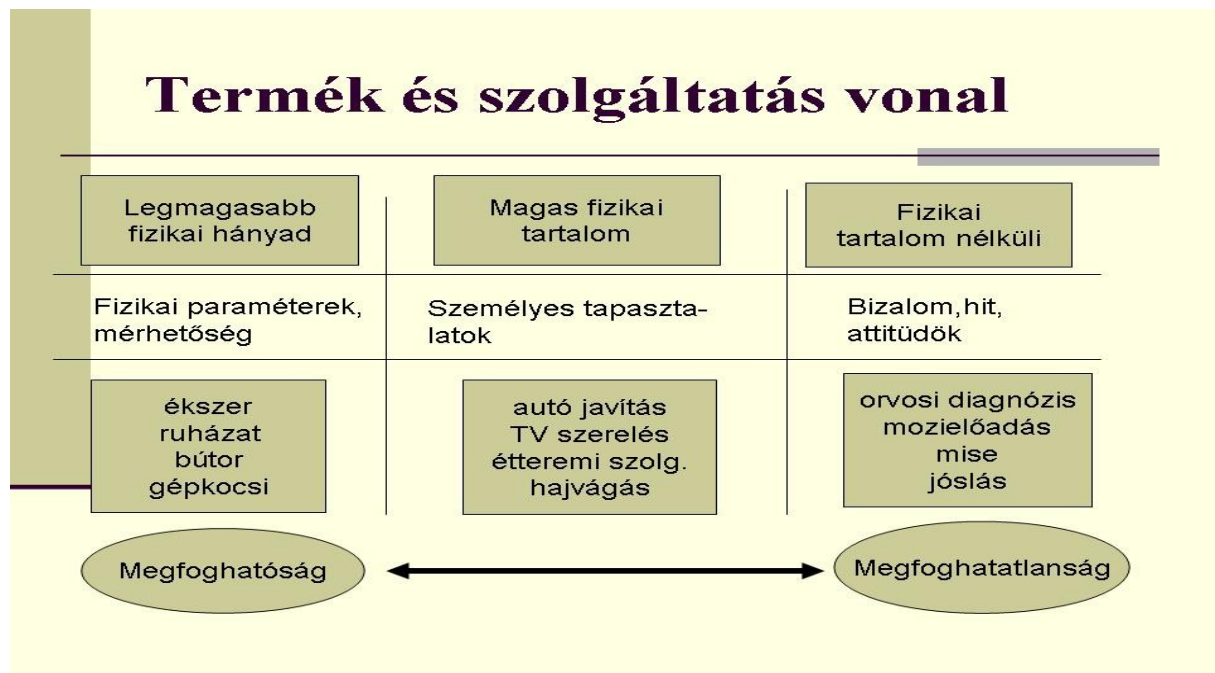 Termék és szolgáltatás vonal
Legmagasabb
fizikai hányad
Magas fizikai
tartalom
Fizikai
tartalom nélküli
Fizikai paraméterek,
mérhetőség
Személyes tapaszta-
latok
Bizalom,hit,
attitüdök
ékszer
ruházat
bútor
gépkocsi
autó javítás
TV szerelés
étteremi szolg.
hajvágás
orvosi diagnózis
mozielőadás
mise
jóslás
Megfoghatóság
Megfoghatatlanság